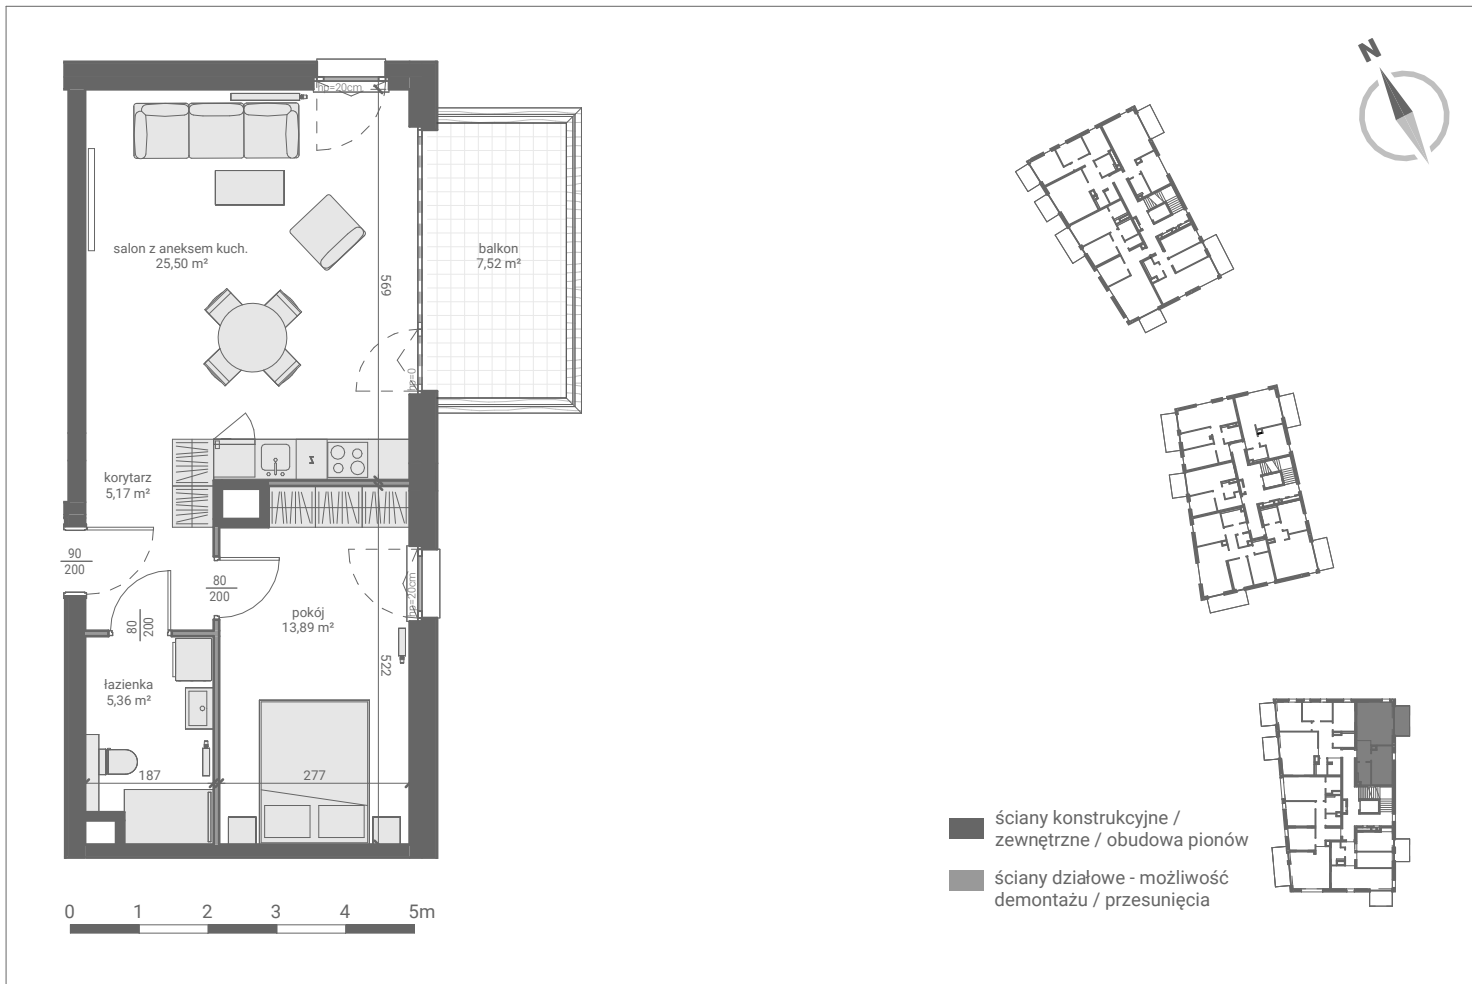 N
hp=20cm
salon z aneksem kuch.
25,50 m²
balkon
7,52 m²
569
hp=0
korytarz
5,17 m²
z
90
200
80
200
80
200
hp=20cm
pokój
13,89 m²
522
łazienka
5,36 m²
187
277
ściany konstrukcyjne /
zewnętrzne / obudowa pionów
ściany działowe - możliwość
demontażu / przesunięcia
0 1 2 3 4 5m